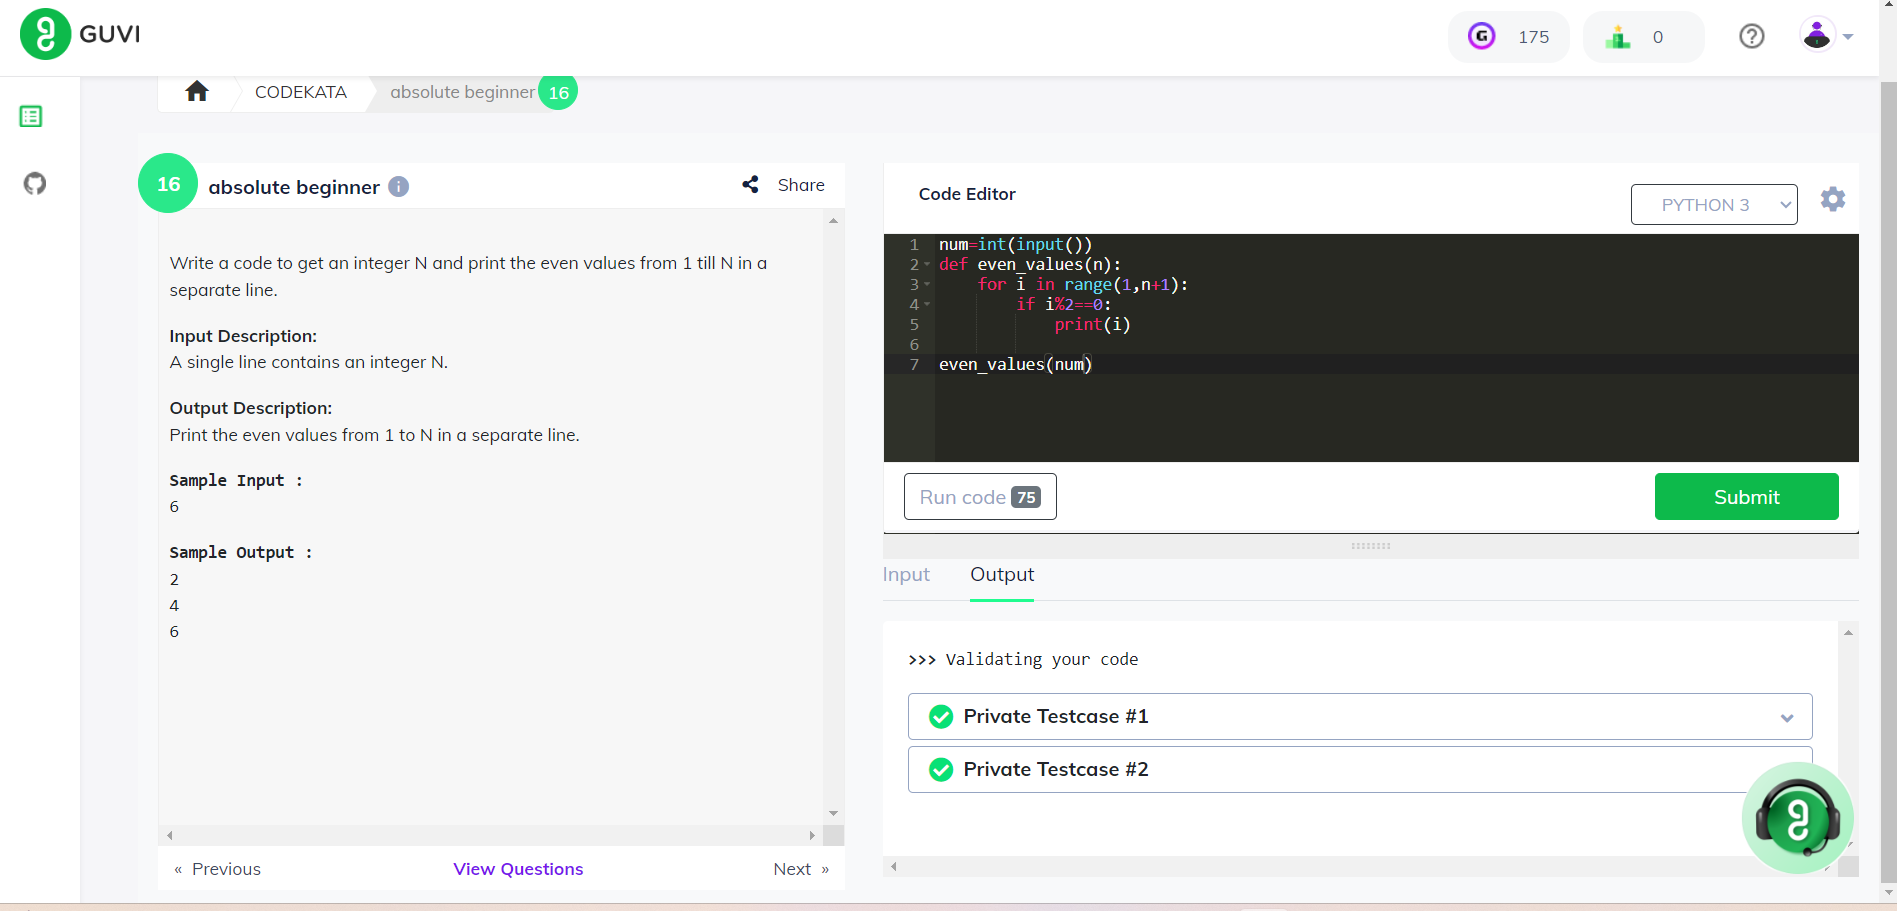 GUVI
175
0
CODEKATA
absolute beginner
16
16
absolute beginner
Share
Write a code to get an integer N and print the even values from 1 till N in a
separate line.
Input Description:
A single line contains an integer N.
Output Description:
Print the even values from 1 to N in a separate line.
Sample Input :
6
Sample Output :
2
4
6
« Previous
View Questions
Next »
Code Editor
PYTHON 3
1 num=int(input())
2 def even_values(n):
3     for i in range(1,n+1):
4         if i%2==0:
5             print(i)
6
7 even_values(num)
Run code 75
Submit
Input
Output
>>> Validating your code
Private Testcase #1
Private Testcase #2